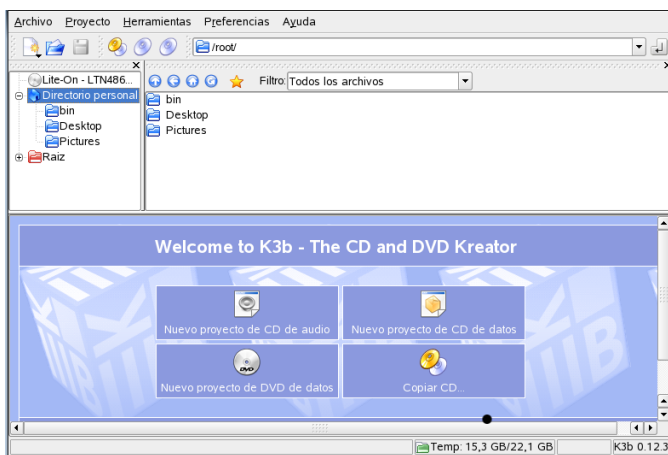 Archivo Proyecto Herramientas Preferencias Ayuda
/root/
Lite-On - LTN486...
Directorio personal
bin
Desktop
Pictures
Raiz
Filtro: Todos los archivos
bin
Desktop
Pictures
Welcome to K3b - The CD and DVD Kreator
Nuevo proyecto de CD de audio
Nuevo proyecto de CD de datos
Nuevo proyecto de DVD de datos
Copiar CD...
Temp: 15,3 GB/22,1 GB
K3b 0.12.3